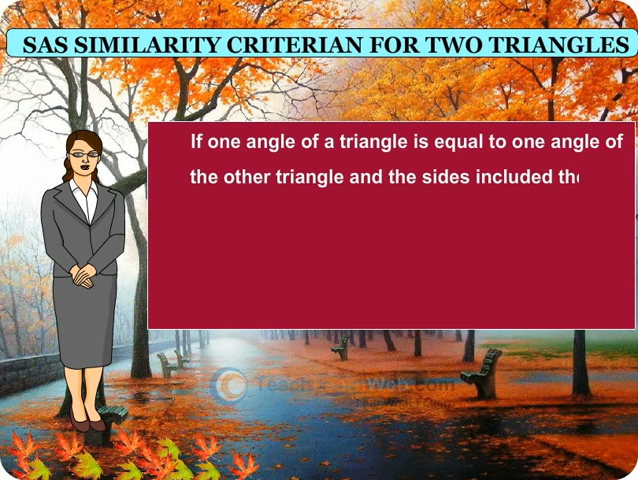 SAS SIMILARITY CRITERIAN FOR TWO TRIANGLES
If one angle of a triangle is equal to one angle of
the other triangle and the sides included